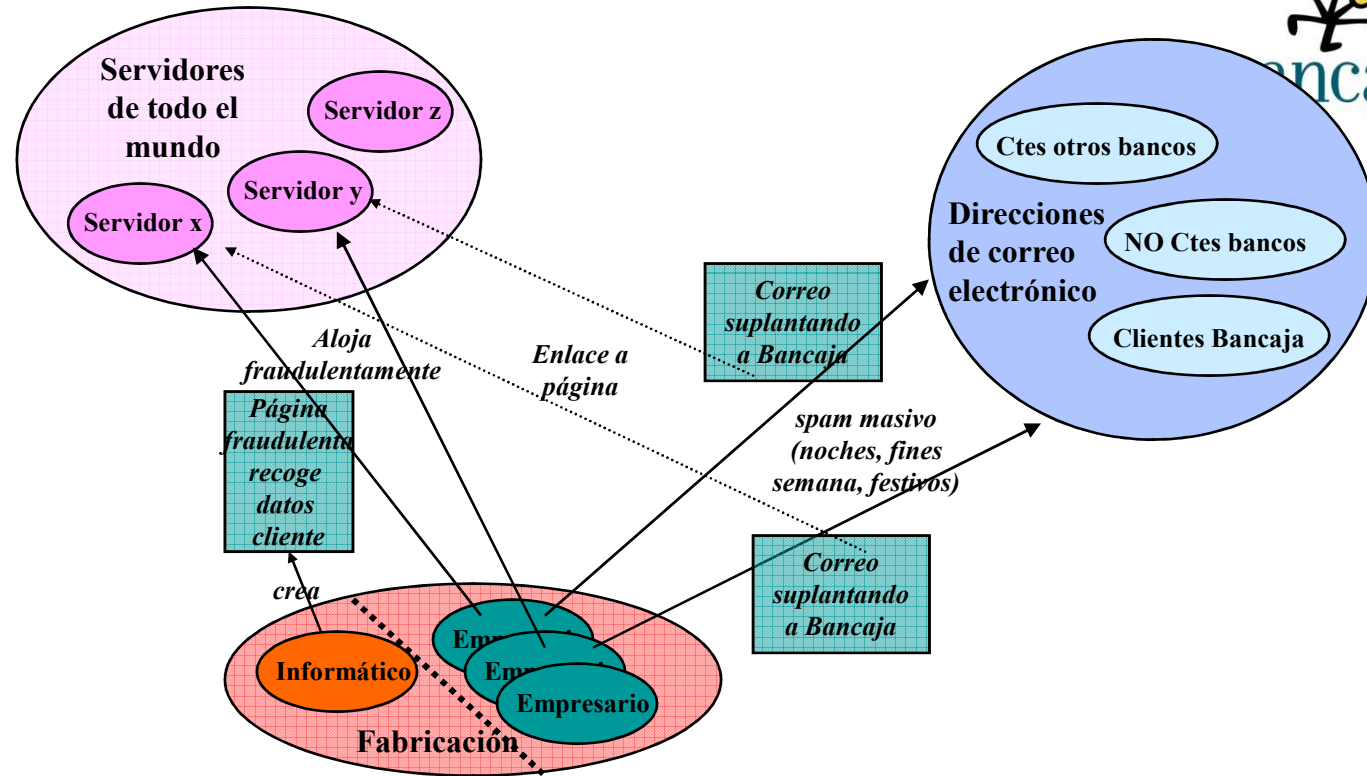 Servidores
de todo el
mundo
Servidor z
Servidor y
Servidor x
Ctes otros bancos
Direcciones
de correo
electrónico
NO Ctes bancos
Clientes Bancaja
Correo
suplantando
a Bancaja
Aloja
fraudulentamente
Enlace a
página
Página
fraudulenta
recoge
datos
cliente
spam masivo
(noches, fines
semana, festivos)
Correo
suplantando
a Bancaja
crea
Informático
Empresario
Fabricación